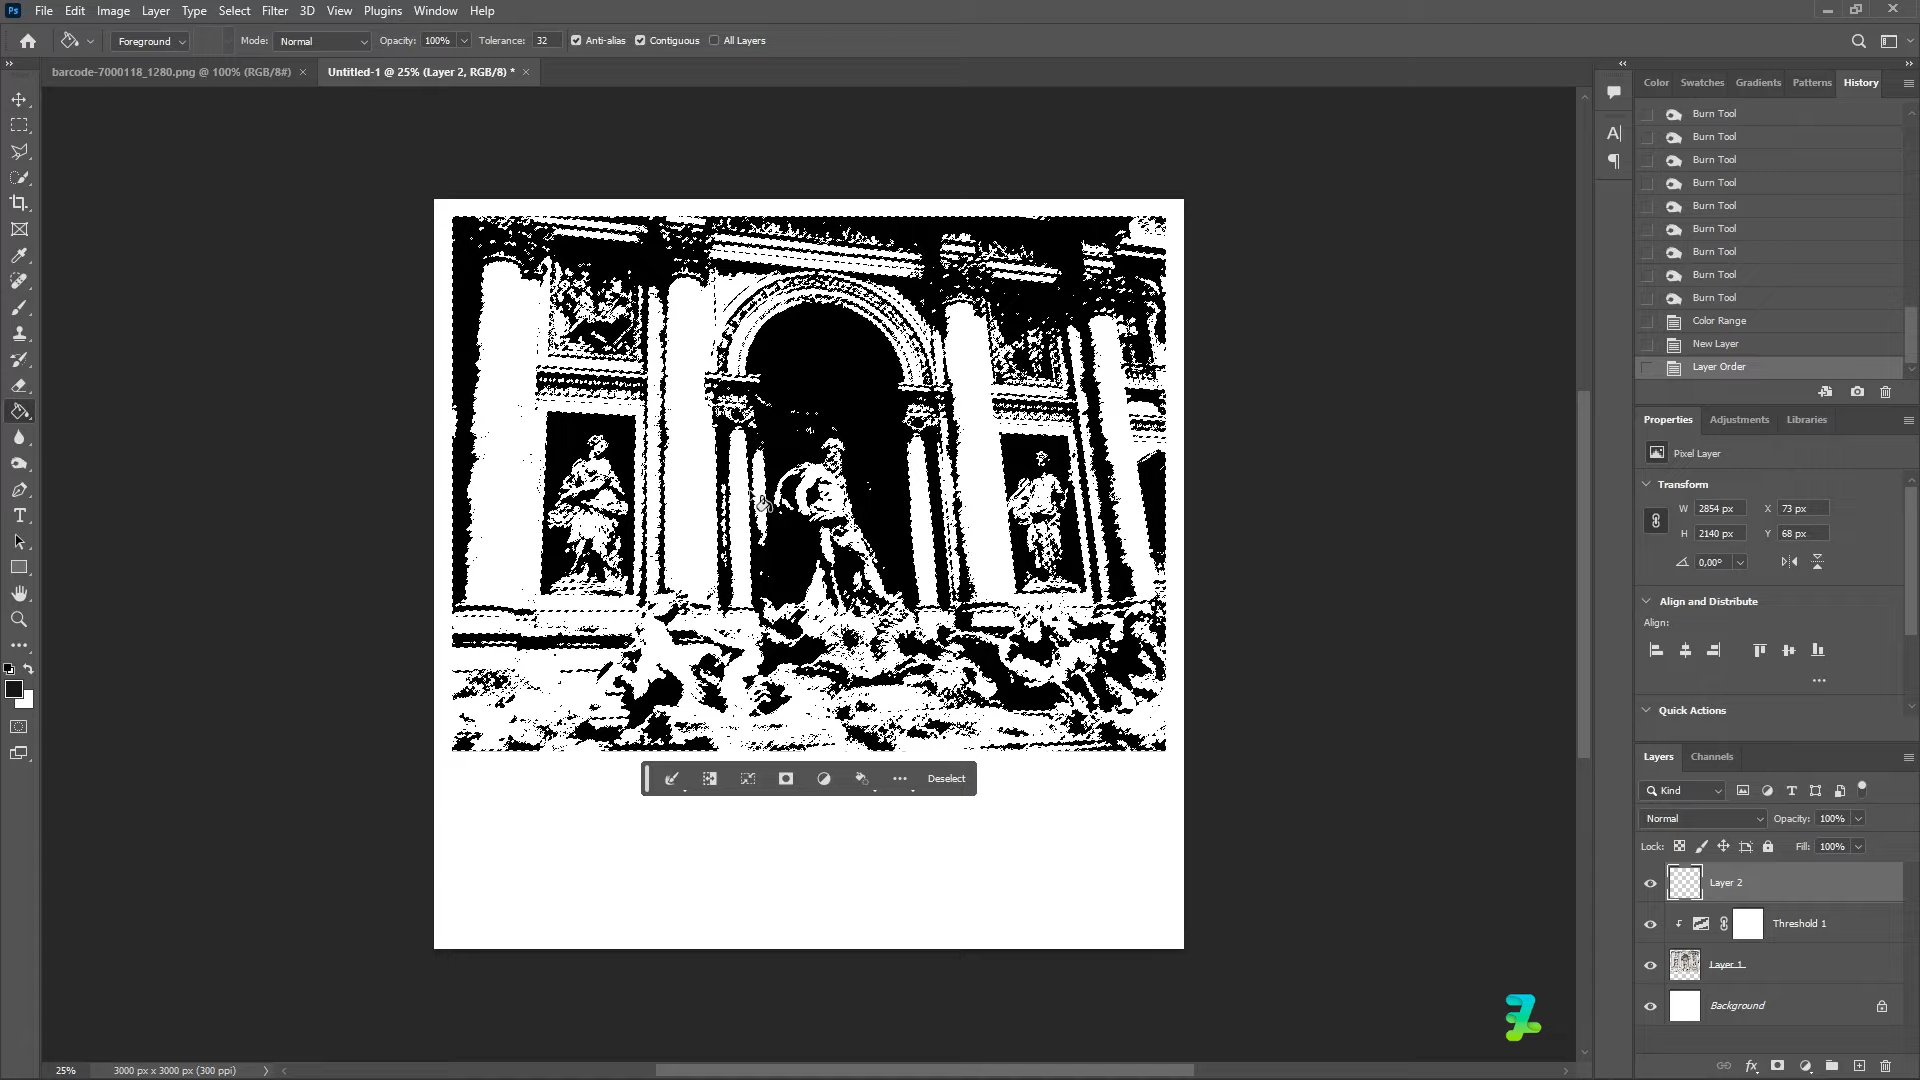 Ps File Edit Image Layer Type Select Filter 3D View Plugins Window Help
Foreground Mode: Normal Opacity: 100% Tolerance: 32 Anti-alias Contiguous All Layers
barcode-7000118_1280.png @ 100% (RGB/8#) × Untitled-1 @ 25% (Layer 2, RGB/8) * ×
Color Swatches Gradients Patterns History
Burn Tool
Burn Tool
Burn Tool
Burn Tool
Burn Tool
Burn Tool
Burn Tool
Burn Tool
Burn Tool
Color Range
New Layer
Layer Order
Properties Adjustments Libraries
Pixel Layer
Transform
W 2854 px X 73 px
H 2140 px Y 68 px
0,00°
Align and Distribute
Align:
Quick Actions
Deselect
Layers Channels
Kind
Normal Opacity: 100%
Lock: Fill: 100%
Layer 2
Threshold 1
Layer 1
Background
25% 3000 px x 3000 px (300 ppi)